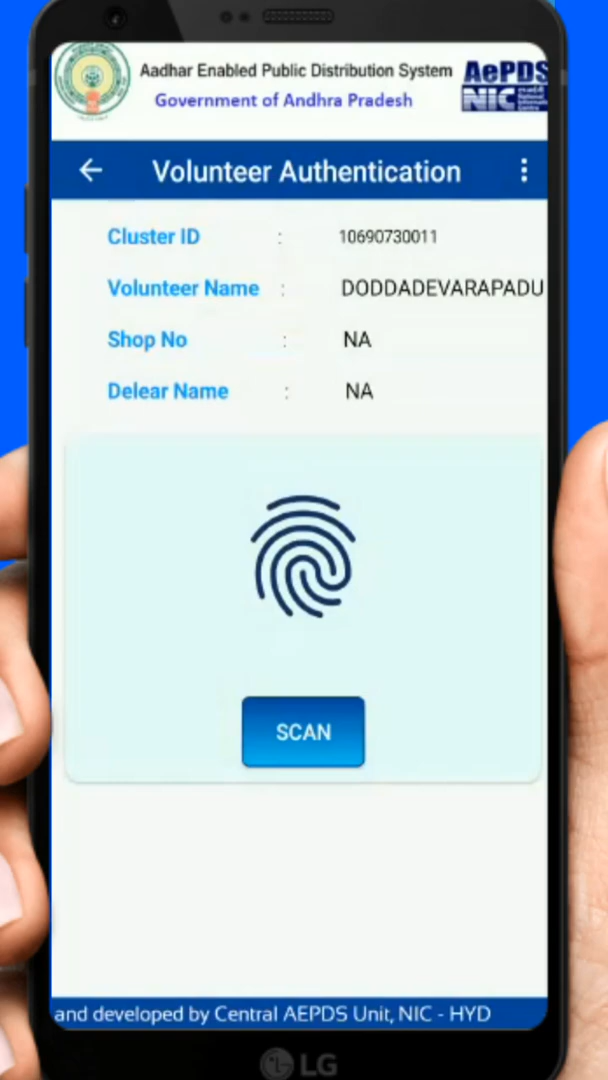 Aadhar Enabled Public Distribution System
Government of Andhra Pradesh
AePDS
NIC
Volunteer Authentication
Cluster ID : 10690730011
Volunteer Name : DODDADEVARAPADU
Shop No : NA
Delear Name : NA
SCAN
and developed by Central AEPDS Unit, NIC - HYD
LG